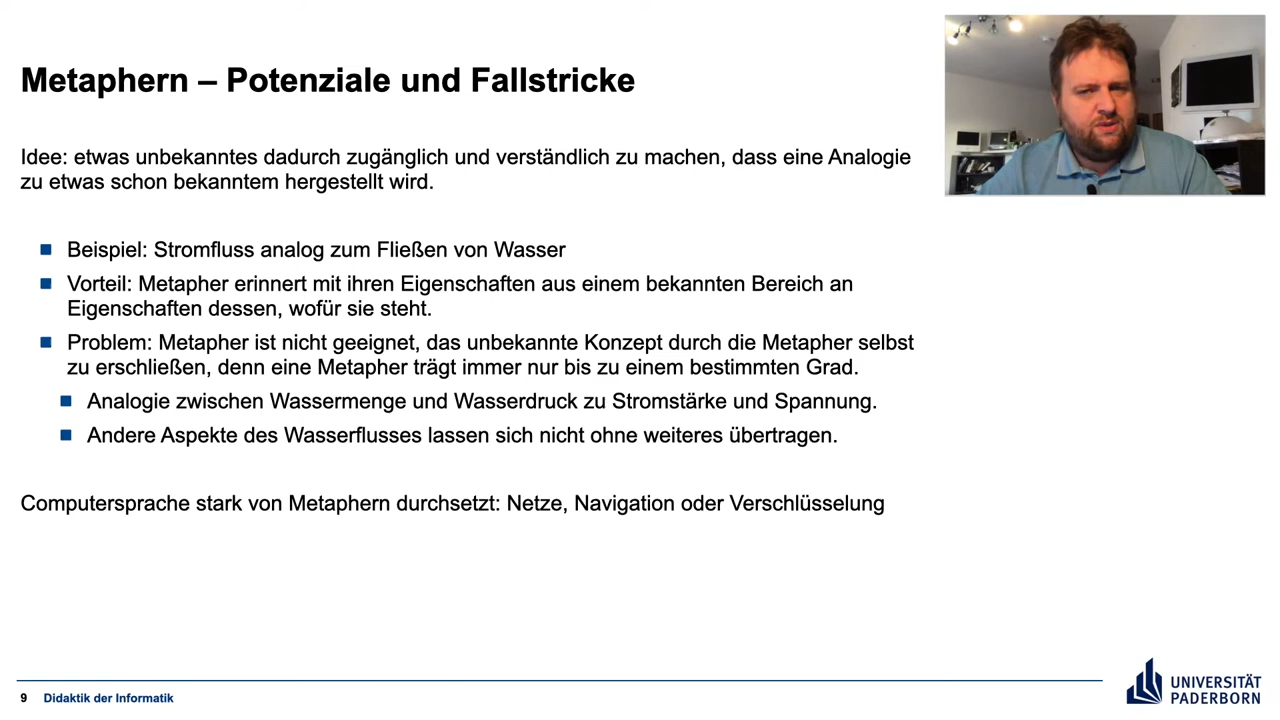 Metaphern – Potenziale und Fallstricke
Idee: etwas unbekanntes dadurch zugänglich und verständlich zu machen, dass eine Analogie
zu etwas schon bekanntem hergestellt wird.
Beispiel: Stromfluss analog zum Fließen von Wasser
Vorteil: Metapher erinnert mit ihren Eigenschaften aus einem bekannten Bereich an
Eigenschaften dessen, wofür sie steht.
Problem: Metapher ist nicht geeignet, das unbekannte Konzept durch die Metapher selbst
zu erschließen, denn eine Metapher trägt immer nur bis zu einem bestimmten Grad.
Analogie zwischen Wassermenge und Wasserdruck zu Stromstärke und Spannung.
Andere Aspekte des Wasserflusses lassen sich nicht ohne weiteres übertragen.
Computersprache stark von Metaphern durchsetzt: Netze, Navigation oder Verschlüsselung
9 Didaktik der Informatik
UNIVERSITÄT
PADERBORN